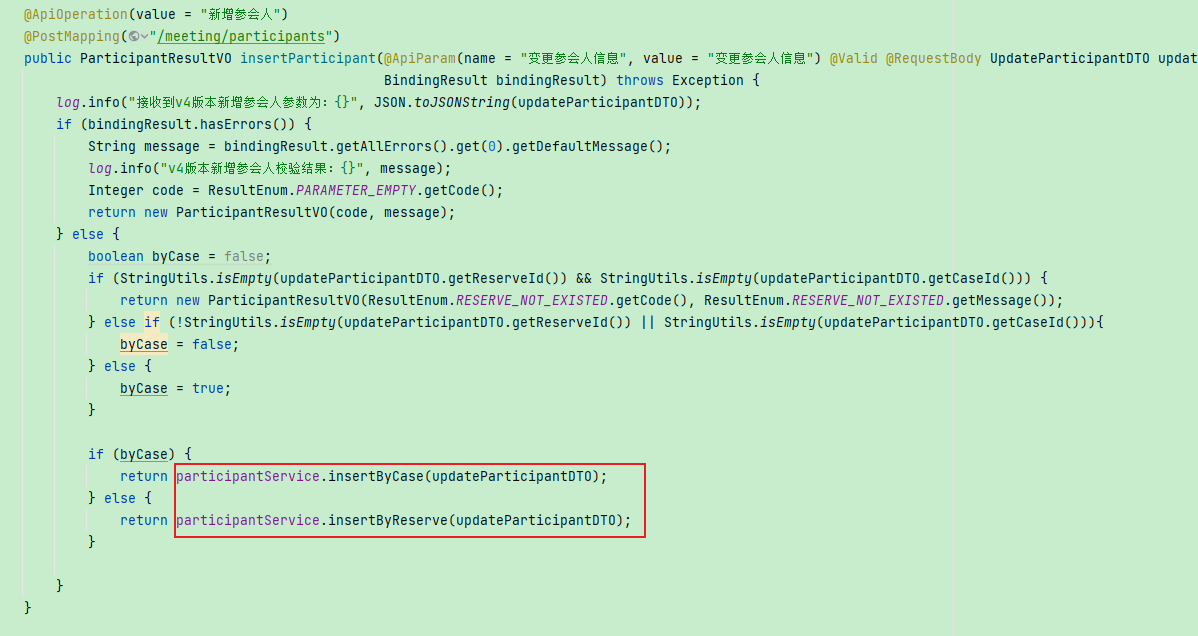 @ApiOperation(value = "新增参会人")
@PostMapping("/meeting/participants")
public ParticipantResultVO insertParticipant(@ApiParam(name = "变更参会人信息", value = "变更参会人信息") @Valid @RequestBody UpdateParticipantDTO updat
BindingResult bindingResult) throws Exception {
log.info("接收到v4版本新增参会人参数为：{}", JSON.toJSONString(updateParticipantDTO));
if (bindingResult.hasErrors()) {
String message = bindingResult.getAllErrors().get(0).getDefaultMessage();
log.info("v4版本新增参会人校验结果：{}", message);
Integer code = ResultEnum.PARAMETER_EMPTY.getCode();
return new ParticipantResultVO(code, message);
} else {
boolean byCase = false;
if (StringUtils.isEmpty(updateParticipantDTO.getReserveId()) && StringUtils.isEmpty(updateParticipantDTO.getCaseId())) {
return new ParticipantResultVO(ResultEnum.RESERVE_NOT_EXISTED.getCode(), ResultEnum.RESERVE_NOT_EXISTED.getMessage());
} else if (!StringUtils.isEmpty(updateParticipantDTO.getReserveId()) || StringUtils.isEmpty(updateParticipantDTO.getCaseId())){
byCase = false;
} else {
byCase = true;
}
if (byCase) {
return participantService.insertByCase(updateParticipantDTO);
} else {
return participantService.insertByReserve(updateParticipantDTO);
}
}
}